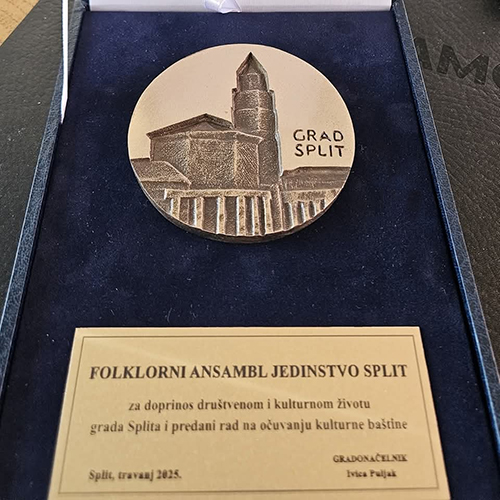 AMO
GRAD
SPLIT
FOLKLORNI ANSAMBL JEDINSTVO SPLIT
za doprinos društvenom i kulturnom životu
grada Splita i predani rad na očuvanju kulturne baštine
GRADONAČELNIK
Split, travanj 2025.
Ivica Puljak